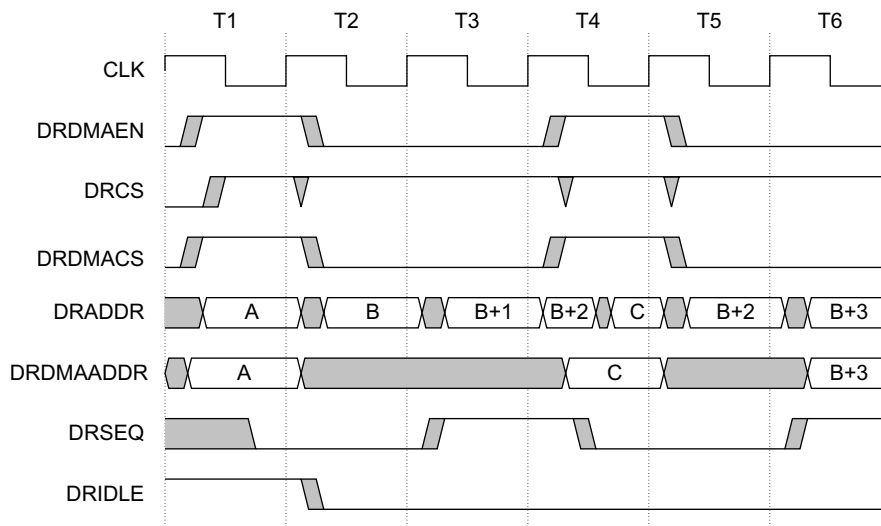 T1 T2 T3 T4 T5 T6
CLK
DRDMAEN
DRCS
DRDMACS
DRADDR A B B+1 B+2 C B+2 B+3
DRDMAADDR A C B+3
DRSEQ
DRIDLE